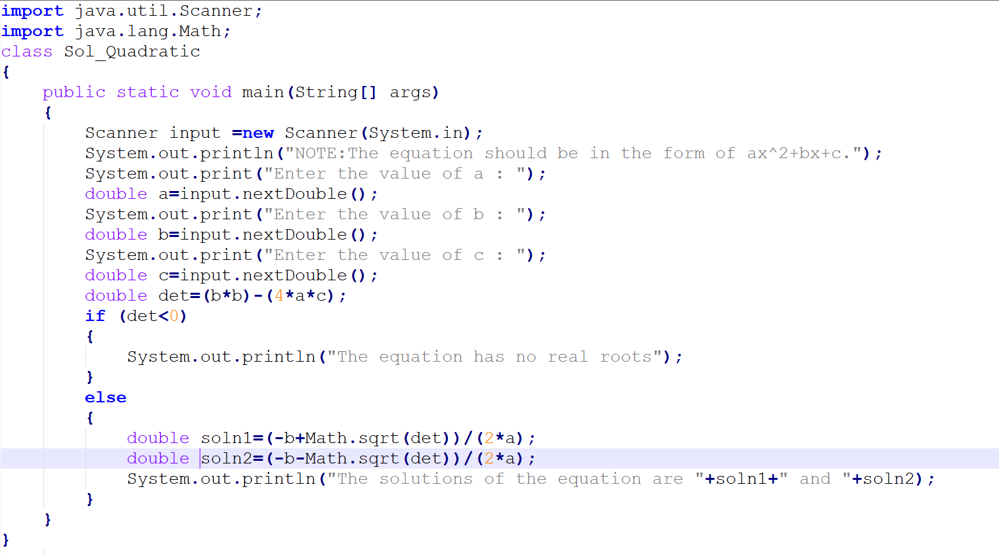 import java.util.Scanner;
import java.lang.Math;
class Sol_Quadratic
{
    public static void main(String[] args)
    {
        Scanner input =new Scanner(System.in);
        System.out.println("NOTE:The equation should be in the form of ax^2+bx+c.");
        System.out.print("Enter the value of a : ");
        double a=input.nextDouble();
        System.out.print("Enter the value of b : ");
        double b=input.nextDouble();
        System.out.print("Enter the value of c : ");
        double c=input.nextDouble();
        double det=(b*b)-(4*a*c);
        if (det<0)
        {
            System.out.println("The equation has no real roots");
        }
        else
        {
            double soln1=(-b+Math.sqrt(det))/(2*a);
            double soln2=(-b-Math.sqrt(det))/(2*a);
            System.out.println("The solutions of the equation are "+soln1+" and "+soln2);
        }
    }
}